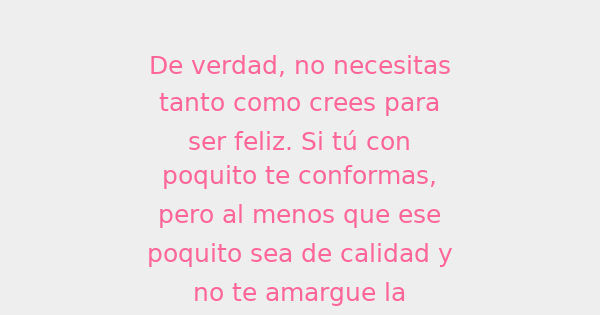 De verdad, no necesitas
tanto como crees para
ser feliz. Si tú con
poquito te conformas,
pero al menos que ese
poquito sea de calidad y
no te amargue la